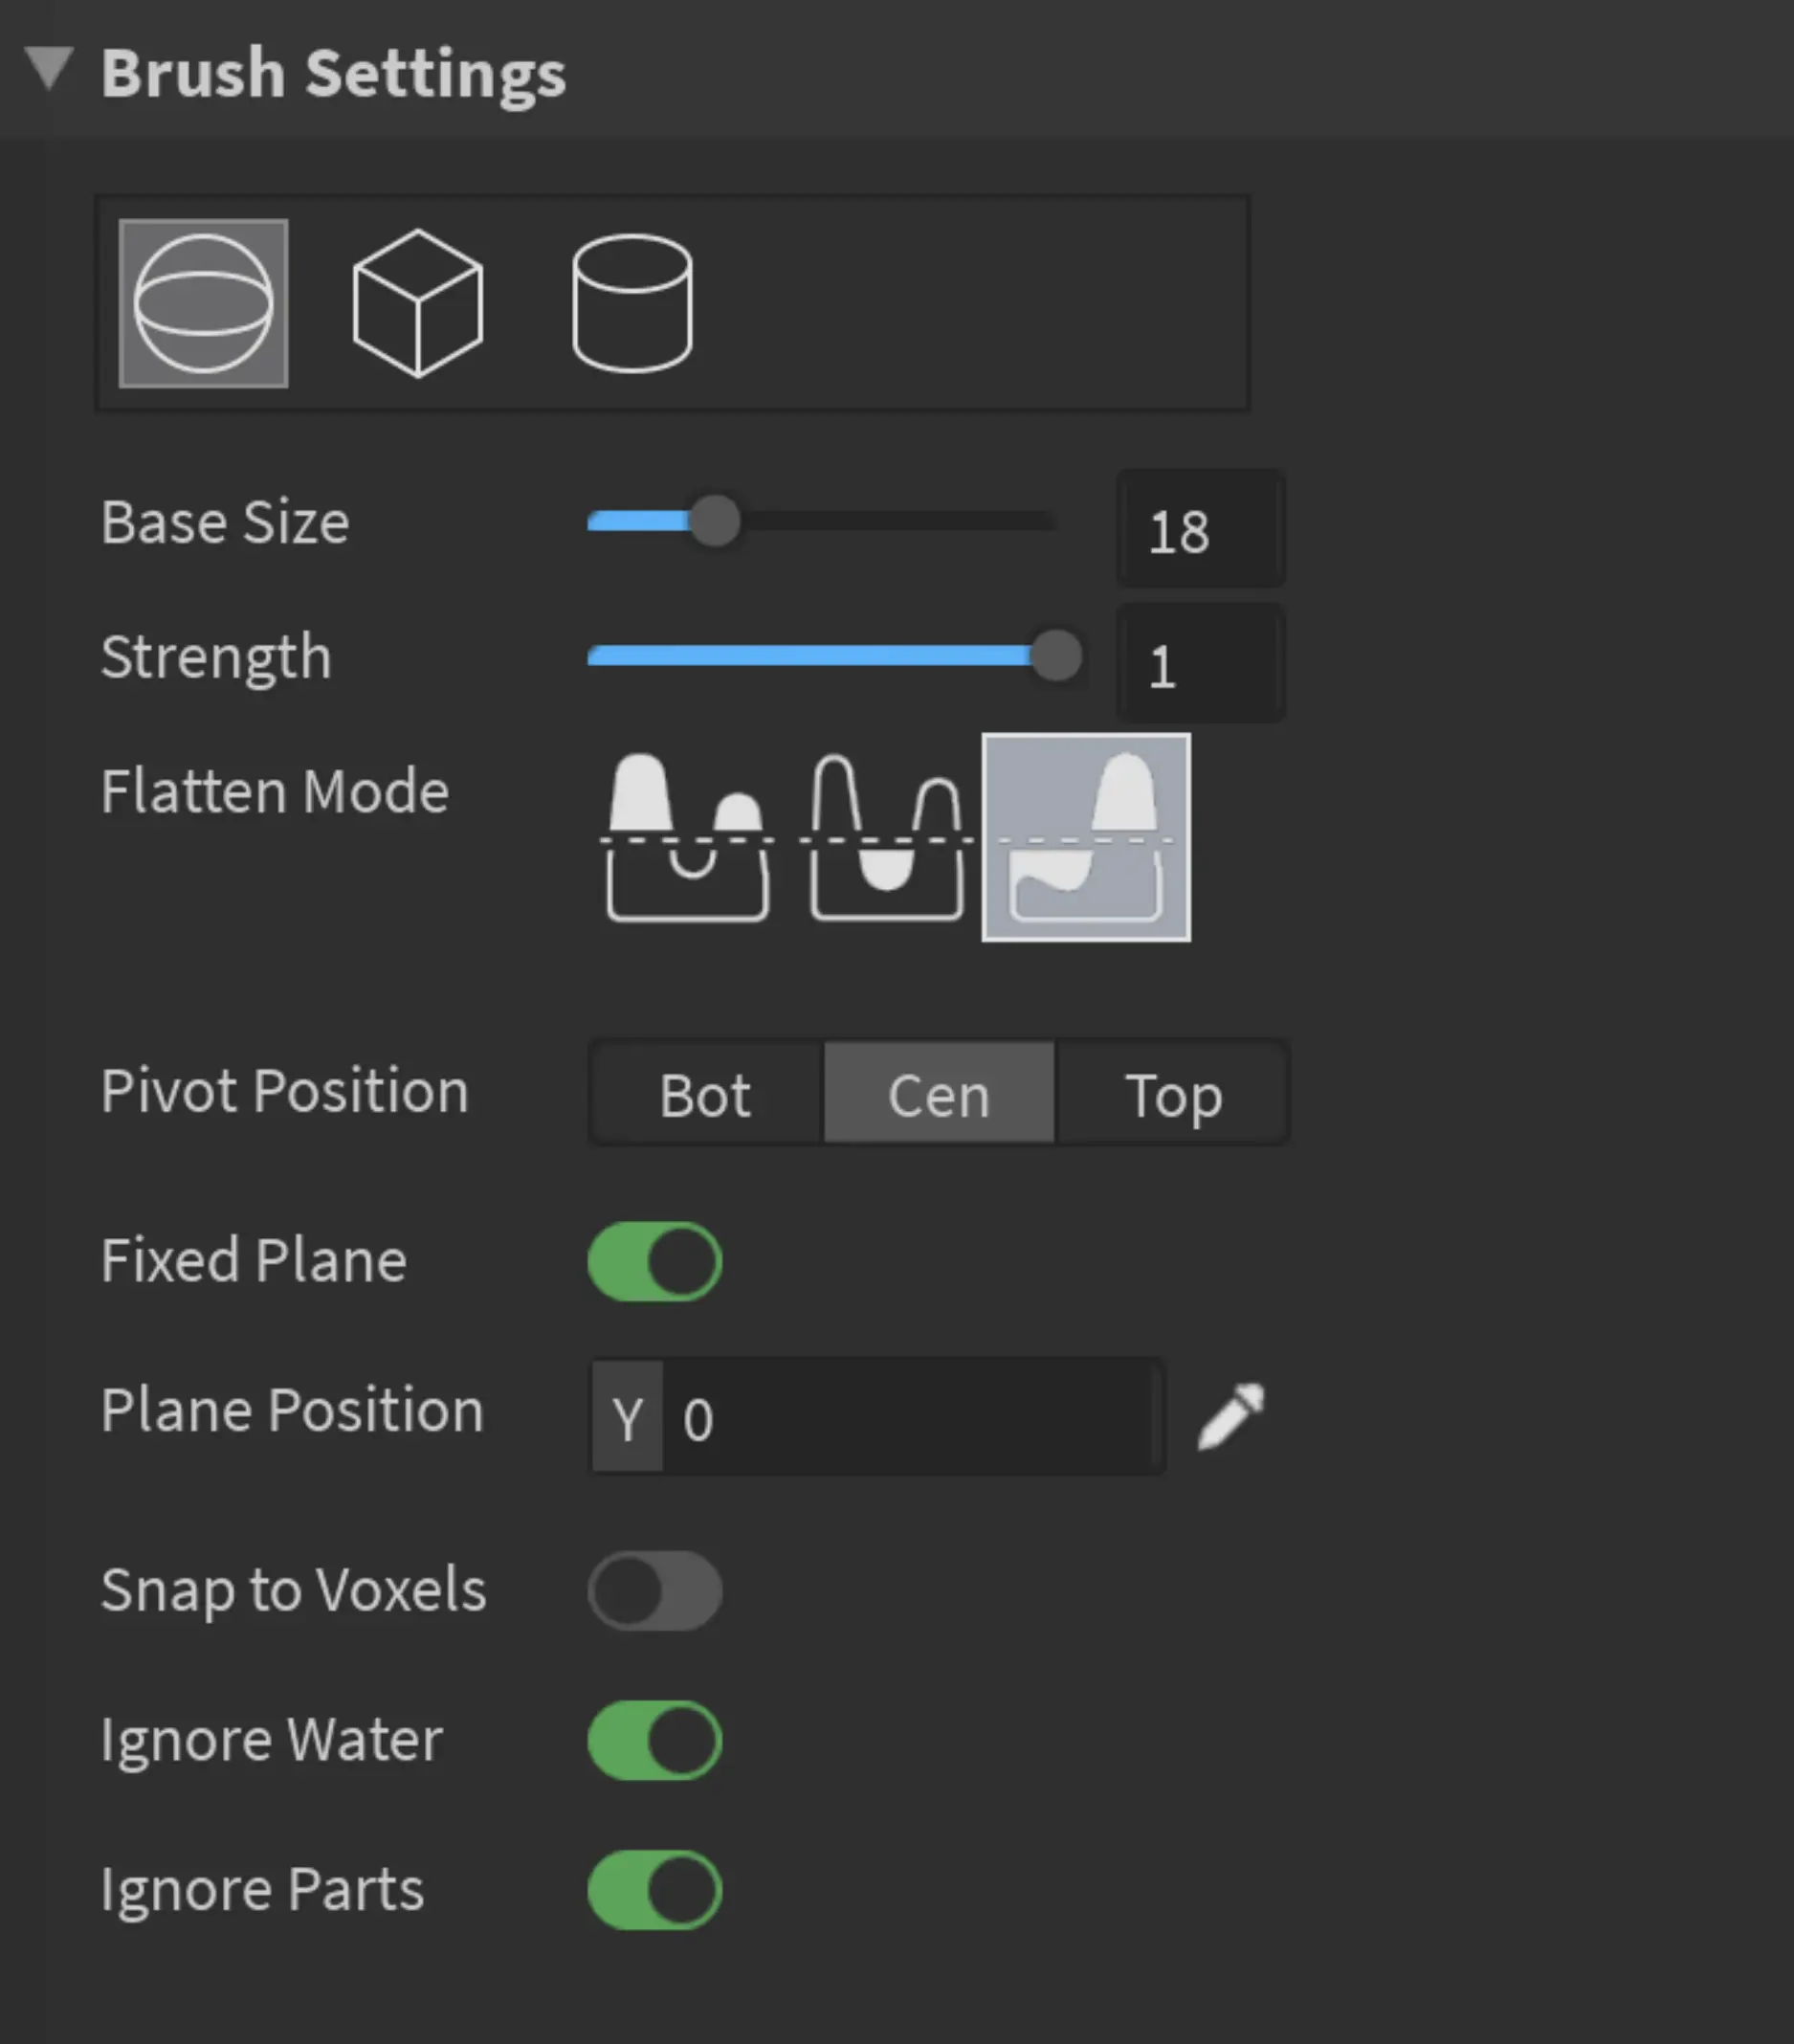 Brush Settings
Base Size 18
Strength 1
Flatten Mode
Pivot Position Bot Cen Top
Fixed Plane
Plane Position Y 0
Snap to Voxels
Ignore Water
Ignore Parts